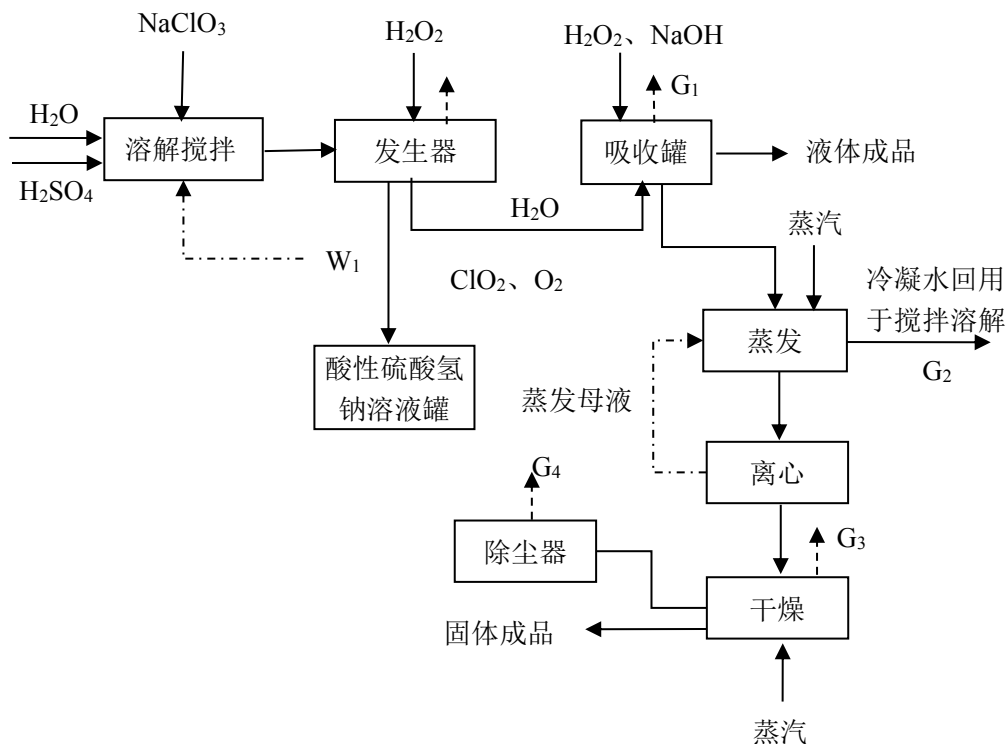 NaClO₃
H₂O₂
H₂O₂、NaOH
G₁
H₂O
溶解搅拌
发生器
吸收罐
液体成品
H₂SO₄
H₂O
蒸汽
W₁
ClO₂、O₂
冷凝水回用
于搅拌溶解
蒸发
G₂
酸性硫酸氢
钠溶液罐
蒸发母液
离心
G₄
G₃
除尘器
干燥
固体成品
蒸汽